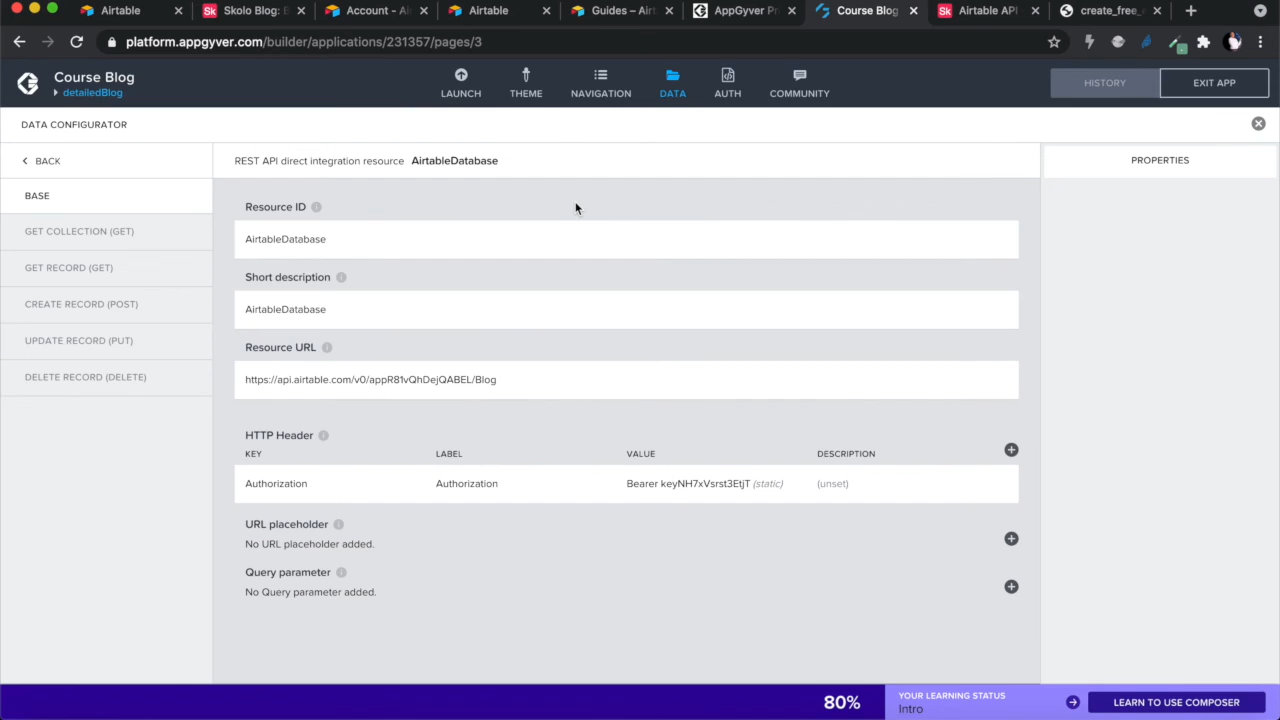 Airtable
Skolo Blog: B
Account - Ai
Airtable
Guides –
AppGyver Pr
Course Blog
Airtable API
create_free_
platform.appgyver.com/builder/applications/231357/pages/3
Course Blog
detailedBlog
LAUNCH
THEME
NAVIGATION
DATA
AUTH
COMMUNITY
HISTORY
EXIT APP
DATA CONFIGURATOR
BACK
REST API direct integration resource AirtableDatabase
PROPERTIES
BASE
GET COLLECTION (GET)
GET RECORD (GET)
CREATE RECORD (POST)
UPDATE RECORD (PUT)
DELETE RECORD (DELETE)
Resource ID
AirtableDatabase
Short description
AirtableDatabase
Resource URL
https://api.airtable.com/v0/appR81vQhDejQABEL/Blog
HTTP Header
KEY LABEL VALUE DESCRIPTION
Authorization Authorization Bearer keyNH7xVsrst3EtjT (static) (unset)
URL placeholder
No URL placeholder added.
Query parameter
No Query parameter added.
80%
YOUR LEARNING STATUS
Intro
LEARN TO USE COMPOSER